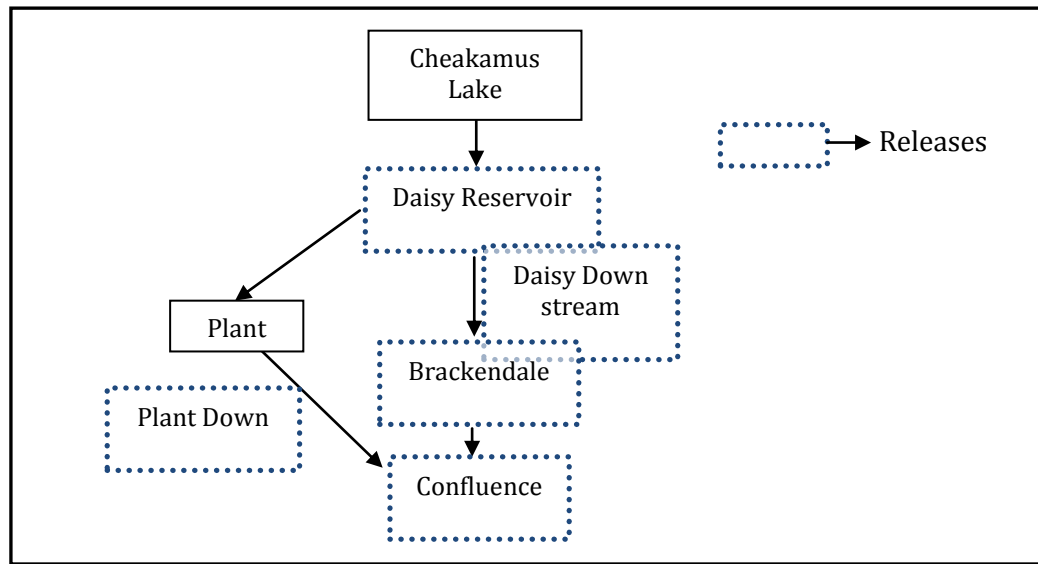 Cheakamus
Lake
Releases
Daisy Reservoir
Daisy Down
stream
Plant
Brackendale
Plant Down
Confluence